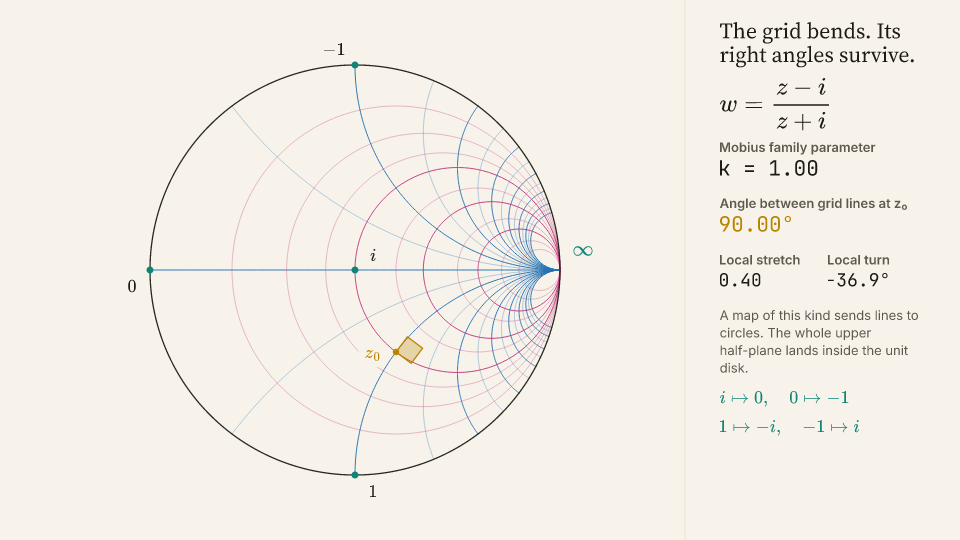 The grid bends. Its
right angles survive.
w = (z − i)/(z + i)
Mobius family parameter
k = 1.00
Angle between grid lines at z₀
90.00°
Local stretch Local turn
0.40 -36.9°
A map of this kind sends lines to
circles. The whole upper
half-plane lands inside the unit
disk.
i ↦ 0, 0 ↦ −1
1 ↦ −i, −1 ↦ i
−1
i
∞
0
z₀
1